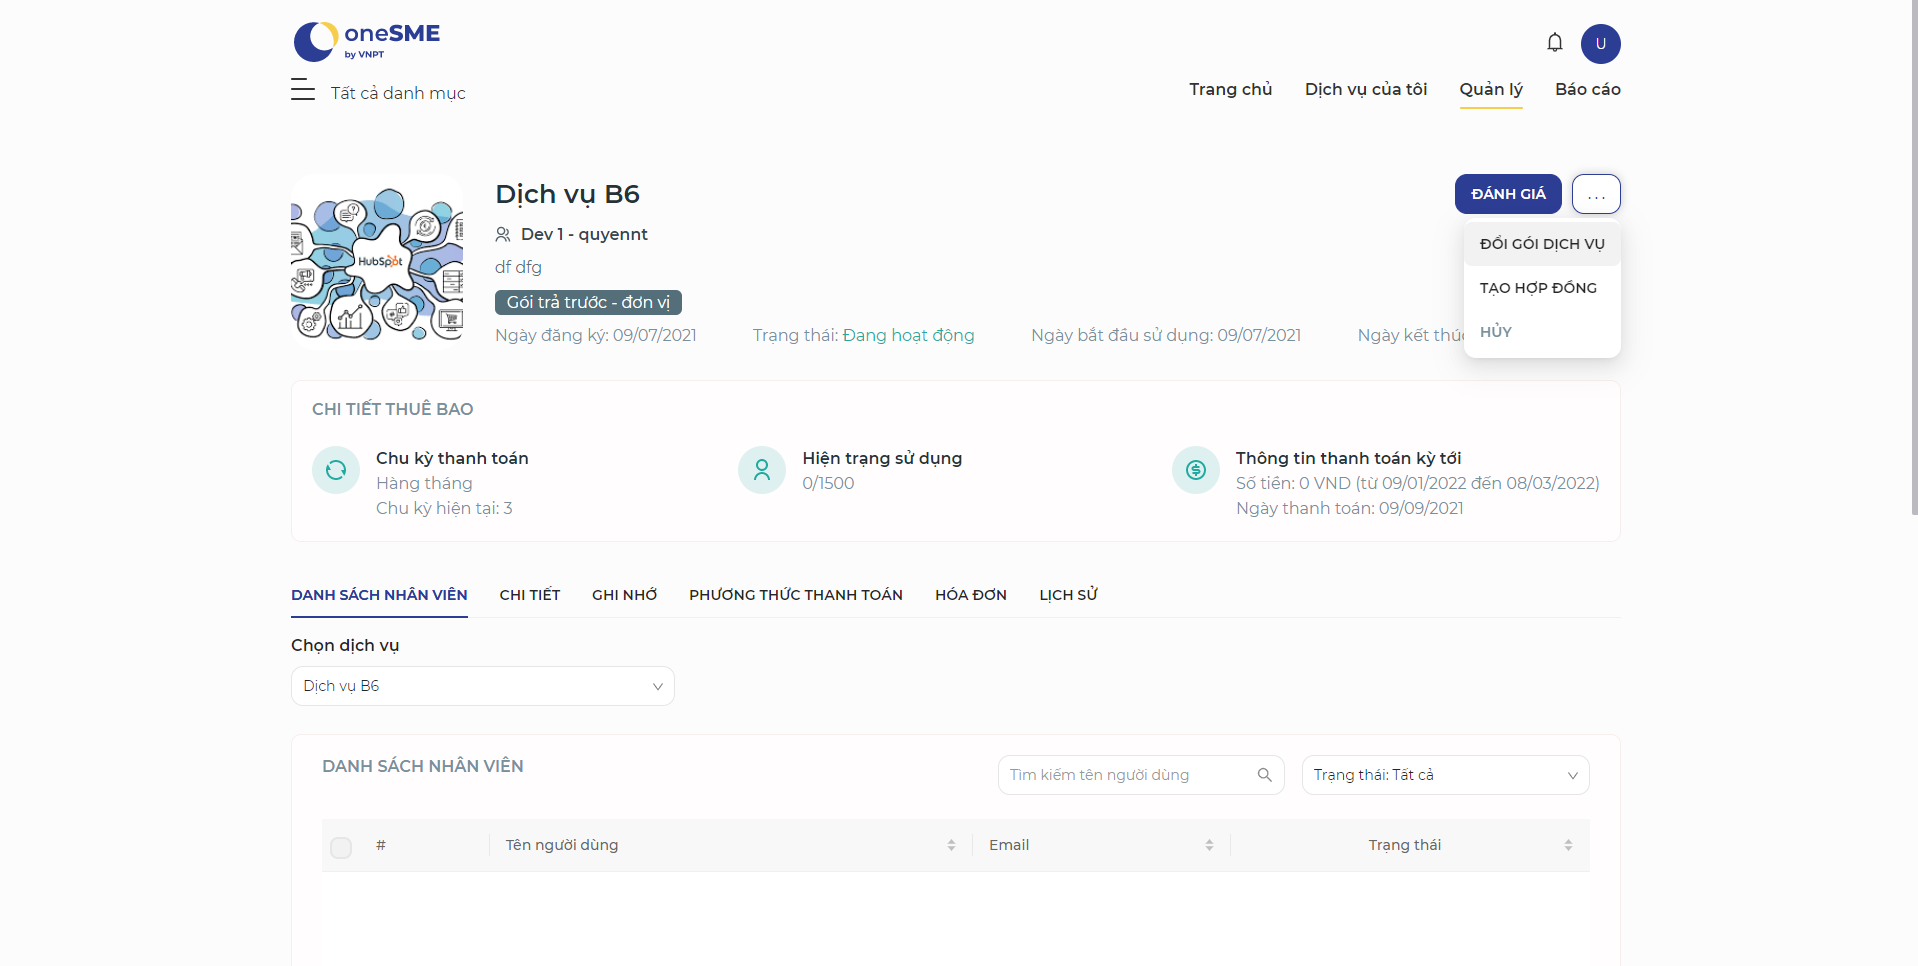 oneSME
by VNPT
U
Tất cả danh mục
Trang chủ
Dịch vụ của tôi
Quản lý
Báo cáo
HubSpot
Dịch vụ B6
Dev 1 - quyennt
df dfg
Gói trả trước - đơn vị
Ngày đăng ký: 09/07/2021
Trạng thái: Đang hoạt động
Ngày bắt đầu sử dụng: 09/07/2021
Ngày kết
ĐÁNH GIÁ
...
ĐỔI GÓI DỊCH VỤ
TẠO HỢP ĐỒNG
HỦY
CHI TIẾT THUÊ BAO
Chu kỳ thanh toán
Hàng tháng
Chu kỳ hiện tại: 3
Hiện trạng sử dụng
0/1500
Thông tin thanh toán kỳ tới
Số tiền: 0 VND (từ 09/01/2022 đến 08/03/2022)
Ngày thanh toán: 09/09/2021
DANH SÁCH NHÂN VIÊN
CHI TIẾT
GHI NHỚ
PHƯƠNG THỨC THANH TOÁN
HÓA ĐƠN
LỊCH SỬ
Chọn dịch vụ
Dịch vụ B6
DANH SÁCH NHÂN VIÊN
Tìm kiếm tên người dùng
Trạng thái: Tất cả
#
Tên người dùng
Email
Trạng thái